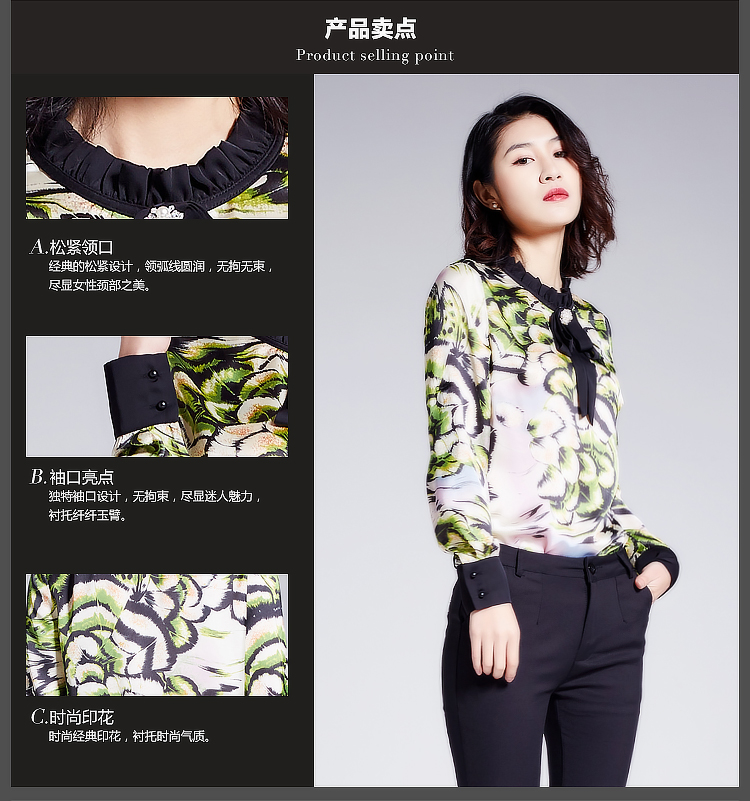 产品卖点
Product selling point
A.松紧领口
经典的松紧设计，领弧线圆润，无拘无束，
尽显女性颈部之美。
B.袖口亮点
独特袖口设计，无拘束，尽显迷人魅力，
衬托纤纤玉臂。
C.时尚印花
时尚经典印花，衬托时尚气质。